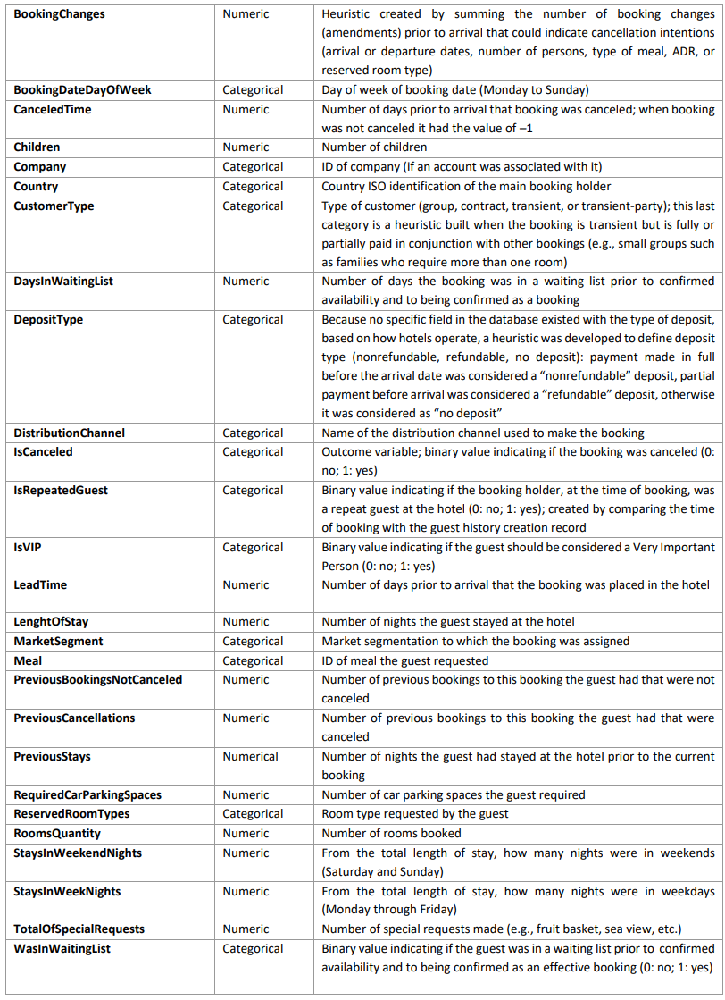 BookingChanges Numeric Heuristic created by summing the number of booking changes
(amendments) prior to arrival that could indicate cancellation intentions
(arrival or departure dates, number of persons, type of meal, ADR, or
reserved room type)
BookingDateDayOfWeek Categorical Day of week of booking date (Monday to Sunday)
CanceledTime Numeric Number of days prior to arrival that booking was canceled; when booking
was not canceled it had the value of –1
Children Numeric Number of children
Company Categorical ID of company (if an account was associated with it)
Country Categorical Country ISO identification of the main booking holder
CustomerType Categorical Type of customer (group, contract, transient, or transient-party); this last
category is a heuristic built when the booking is transient but is fully or
partially paid in conjunction with other bookings (e.g., small groups such
as families who require more than one room)
DaysInWaitingList Numeric Number of days the booking was in a waiting list prior to confirmed
availability and to being confirmed as a booking
DepositType Categorical Because no specific field in the database existed with the type of deposit,
based on how hotels operate, a heuristic was developed to define deposit
type (nonrefundable, refundable, no deposit): payment made in full
before the arrival date was considered a “nonrefundable” deposit, partial
payment before arrival was considered a “refundable” deposit, otherwise
it was considered as “no deposit”
DistributionChannel Categorical Name of the distribution channel used to make the booking
IsCanceled Categorical Outcome variable; binary value indicating if the booking was canceled (0:
no; 1: yes)
IsRepeatedGuest Categorical Binary value indicating if the booking holder, at the time of booking, was
a repeat guest at the hotel (0: no; 1: yes); created by comparing the time
of booking with the guest history creation record
IsVIP Categorical Binary value indicating if the guest should be considered a Very Important
Person (0: no; 1: yes)
LeadTime Numeric Number of days prior to arrival that the booking was placed in the hotel
LenghtOfStay Numeric Number of nights the guest stayed at the hotel
MarketSegment Categorical Market segmentation to which the booking was assigned
Meal Categorical ID of meal the guest requested
PreviousBookingsNotCanceled Numeric Number of previous bookings to this booking the guest had that were not
canceled
PreviousCancellations Numeric Number of previous bookings to this booking the guest had that were
canceled
PreviousStays Numerical Number of nights the guest had stayed at the hotel prior to the current
booking
RequiredCarParkingSpaces Numeric Number of car parking spaces the guest required
ReservedRoomTypes Categorical Room type requested by the guest
RoomsQuantity Numeric Number of rooms booked
StaysInWeekendNights Numeric From the total length of stay, how many nights were in weekends
(Saturday and Sunday)
StaysInWeekNights Numeric From the total length of stay, how many nights were in weekdays
(Monday through Friday)
TotalOfSpecialRequests Numeric Number of special requests made (e.g., fruit basket, sea view, etc.)
WasInWaitingList Categorical Binary value indicating if the guest was in a waiting list prior to confirmed
availability and to being confirmed as an effective booking (0: no; 1: yes)